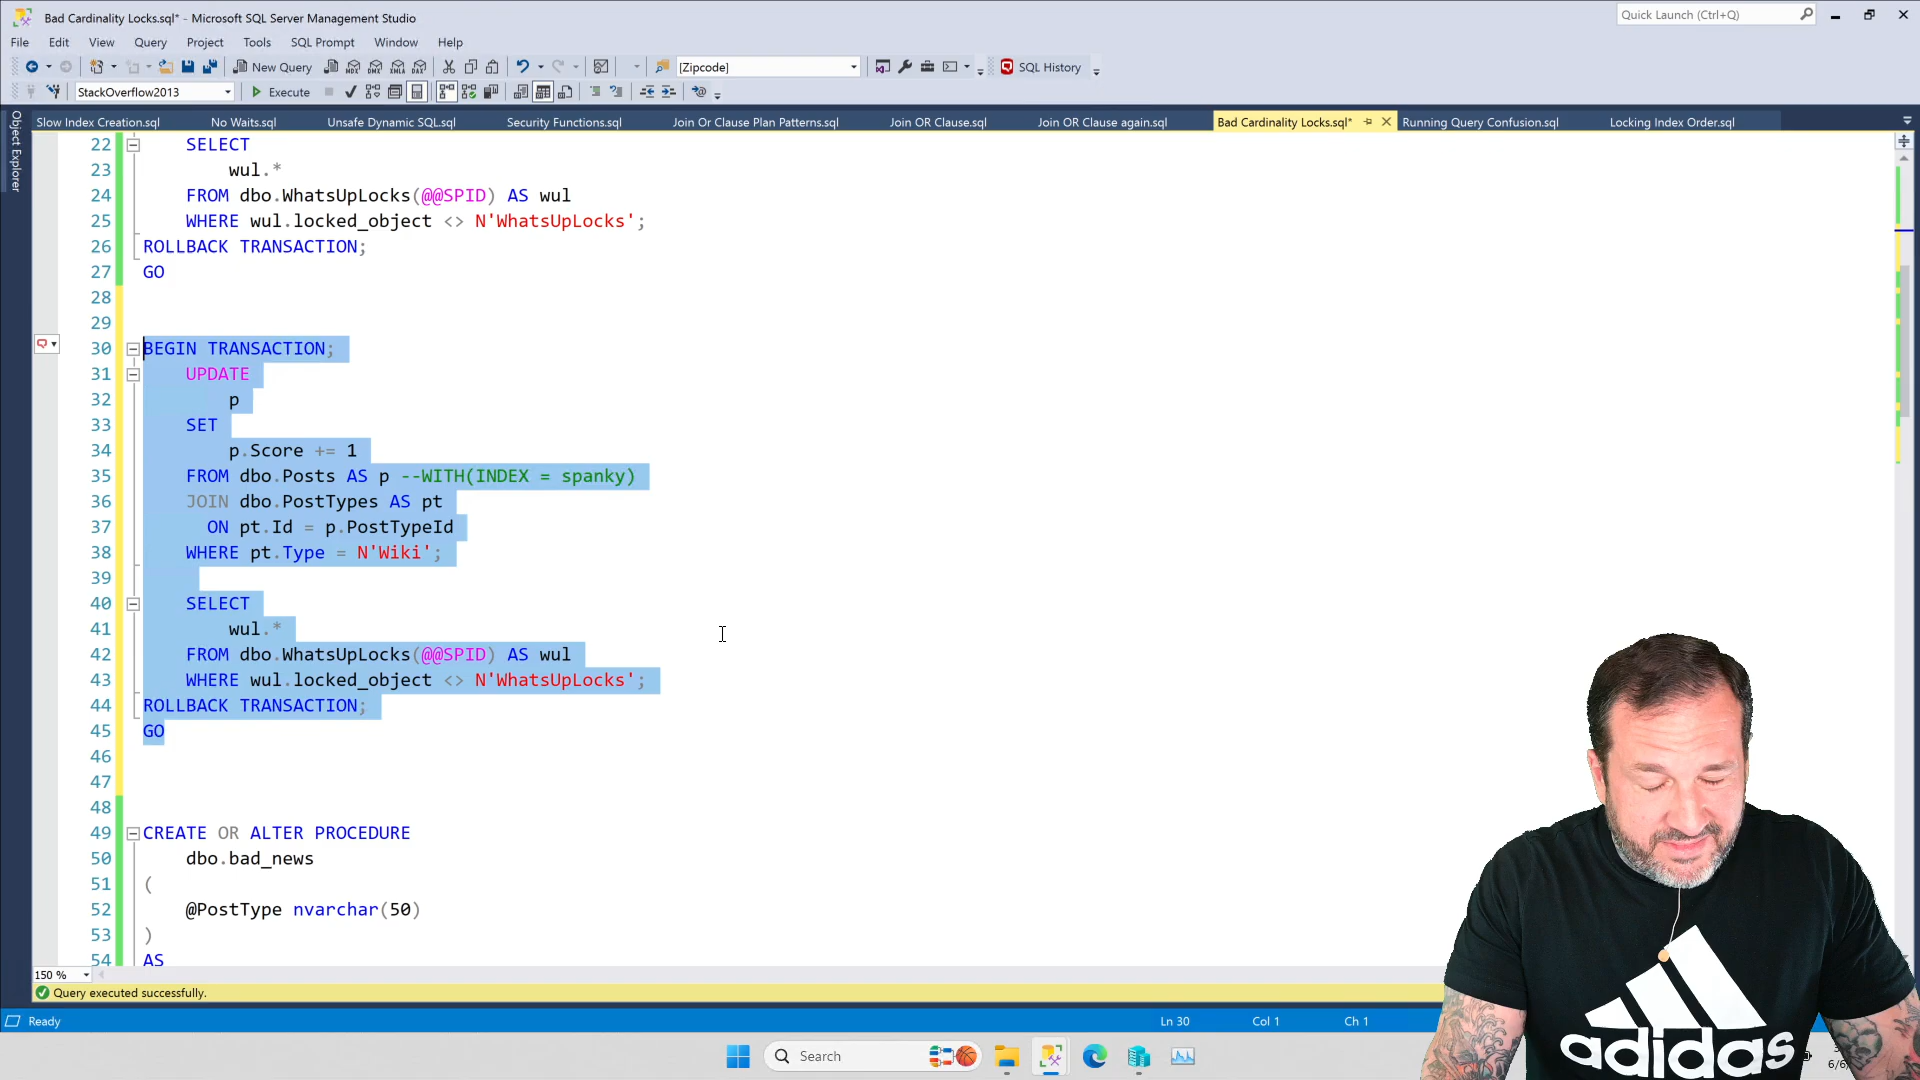 Bad Cardinality Locks.sql* - Microsoft SQL Server Management Studio
Quick Launch (Ctrl+Q)
File Edit View Query Project Tools SQL Prompt Window Help
New Query MDX DMX XMLA DAX [Zipcode] SQL History
StackOverflow2013 Execute
Slow Index Creation.sql No Waits.sql Unsafe Dynamic SQL.sql Security Functions.sql Join Or Clause Plan Patterns.sql Join OR Clause.sql Join OR Clause again.sql Bad Cardinality Locks.sql* Running Query Confusion.sql Locking Index Order.sql
Object Explorer
22 SELECT
23 wul.*
24 FROM dbo.WhatsUpLocks(@@SPID) AS wul
25 WHERE wul.locked_object <> N'WhatsUpLocks';
26 ROLLBACK TRANSACTION;
27 GO
28
29
30 BEGIN TRANSACTION;
31 UPDATE
32 p
33 SET
34 p.Score += 1
35 FROM dbo.Posts AS p --WITH(INDEX = spanky)
36 JOIN dbo.PostTypes AS pt
37 ON pt.Id = p.PostTypeId
38 WHERE pt.Type = N'Wiki';
39
40 SELECT
41 wul.*
42 FROM dbo.WhatsUpLocks(@@SPID) AS wul
43 WHERE wul.locked_object <> N'WhatsUpLocks';
44 ROLLBACK TRANSACTION;
45 GO
46
47
48
49 CREATE OR ALTER PROCEDURE
50 dbo.bad_news
51 (
52 @PostType nvarchar(50)
53 )
54 AS
150 %
Query executed successfully.
Ready Ln 30 Col 1 Ch 1
Search
adidas